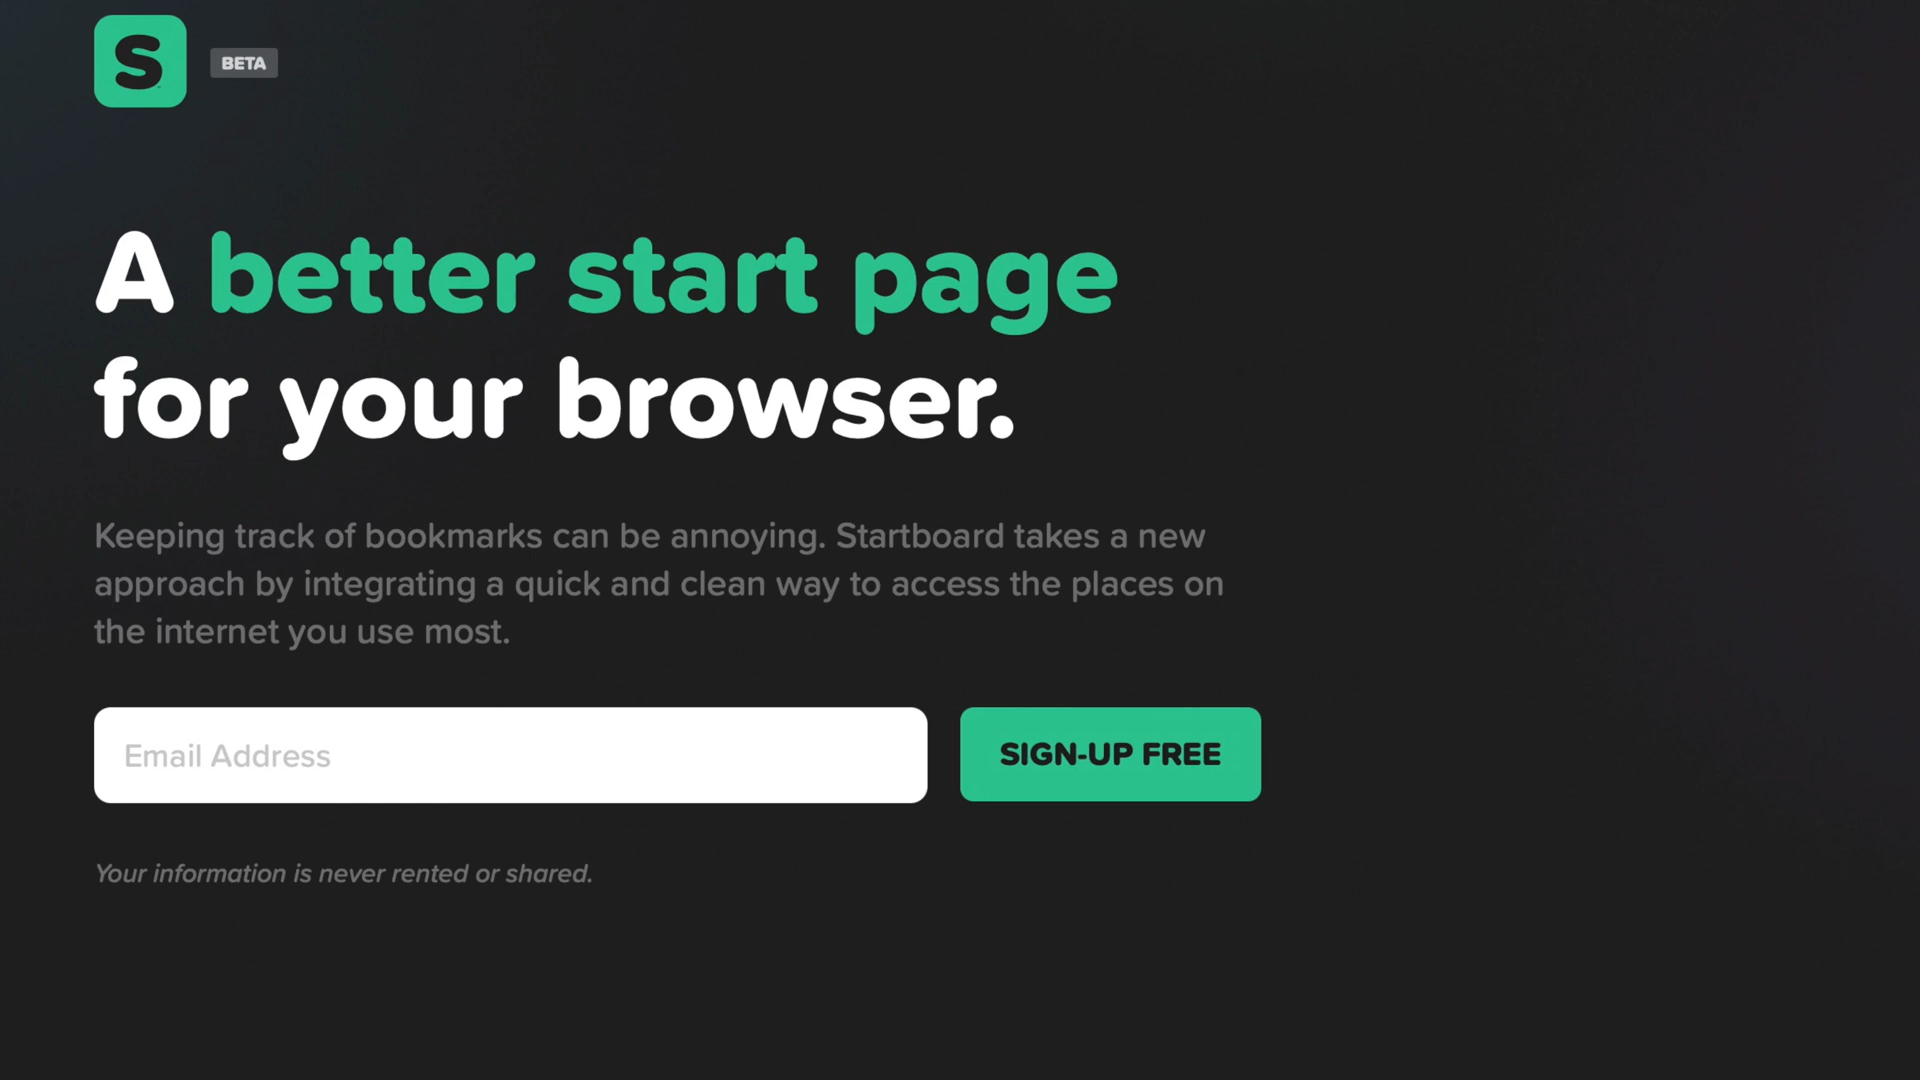 S
BETA
A better start page
for your browser.
Keeping track of bookmarks can be annoying. Startboard takes a new
approach by integrating a quick and clean way to access the places on
the internet you use most.
Email Address
SIGN-UP FREE
Your information is never rented or shared.